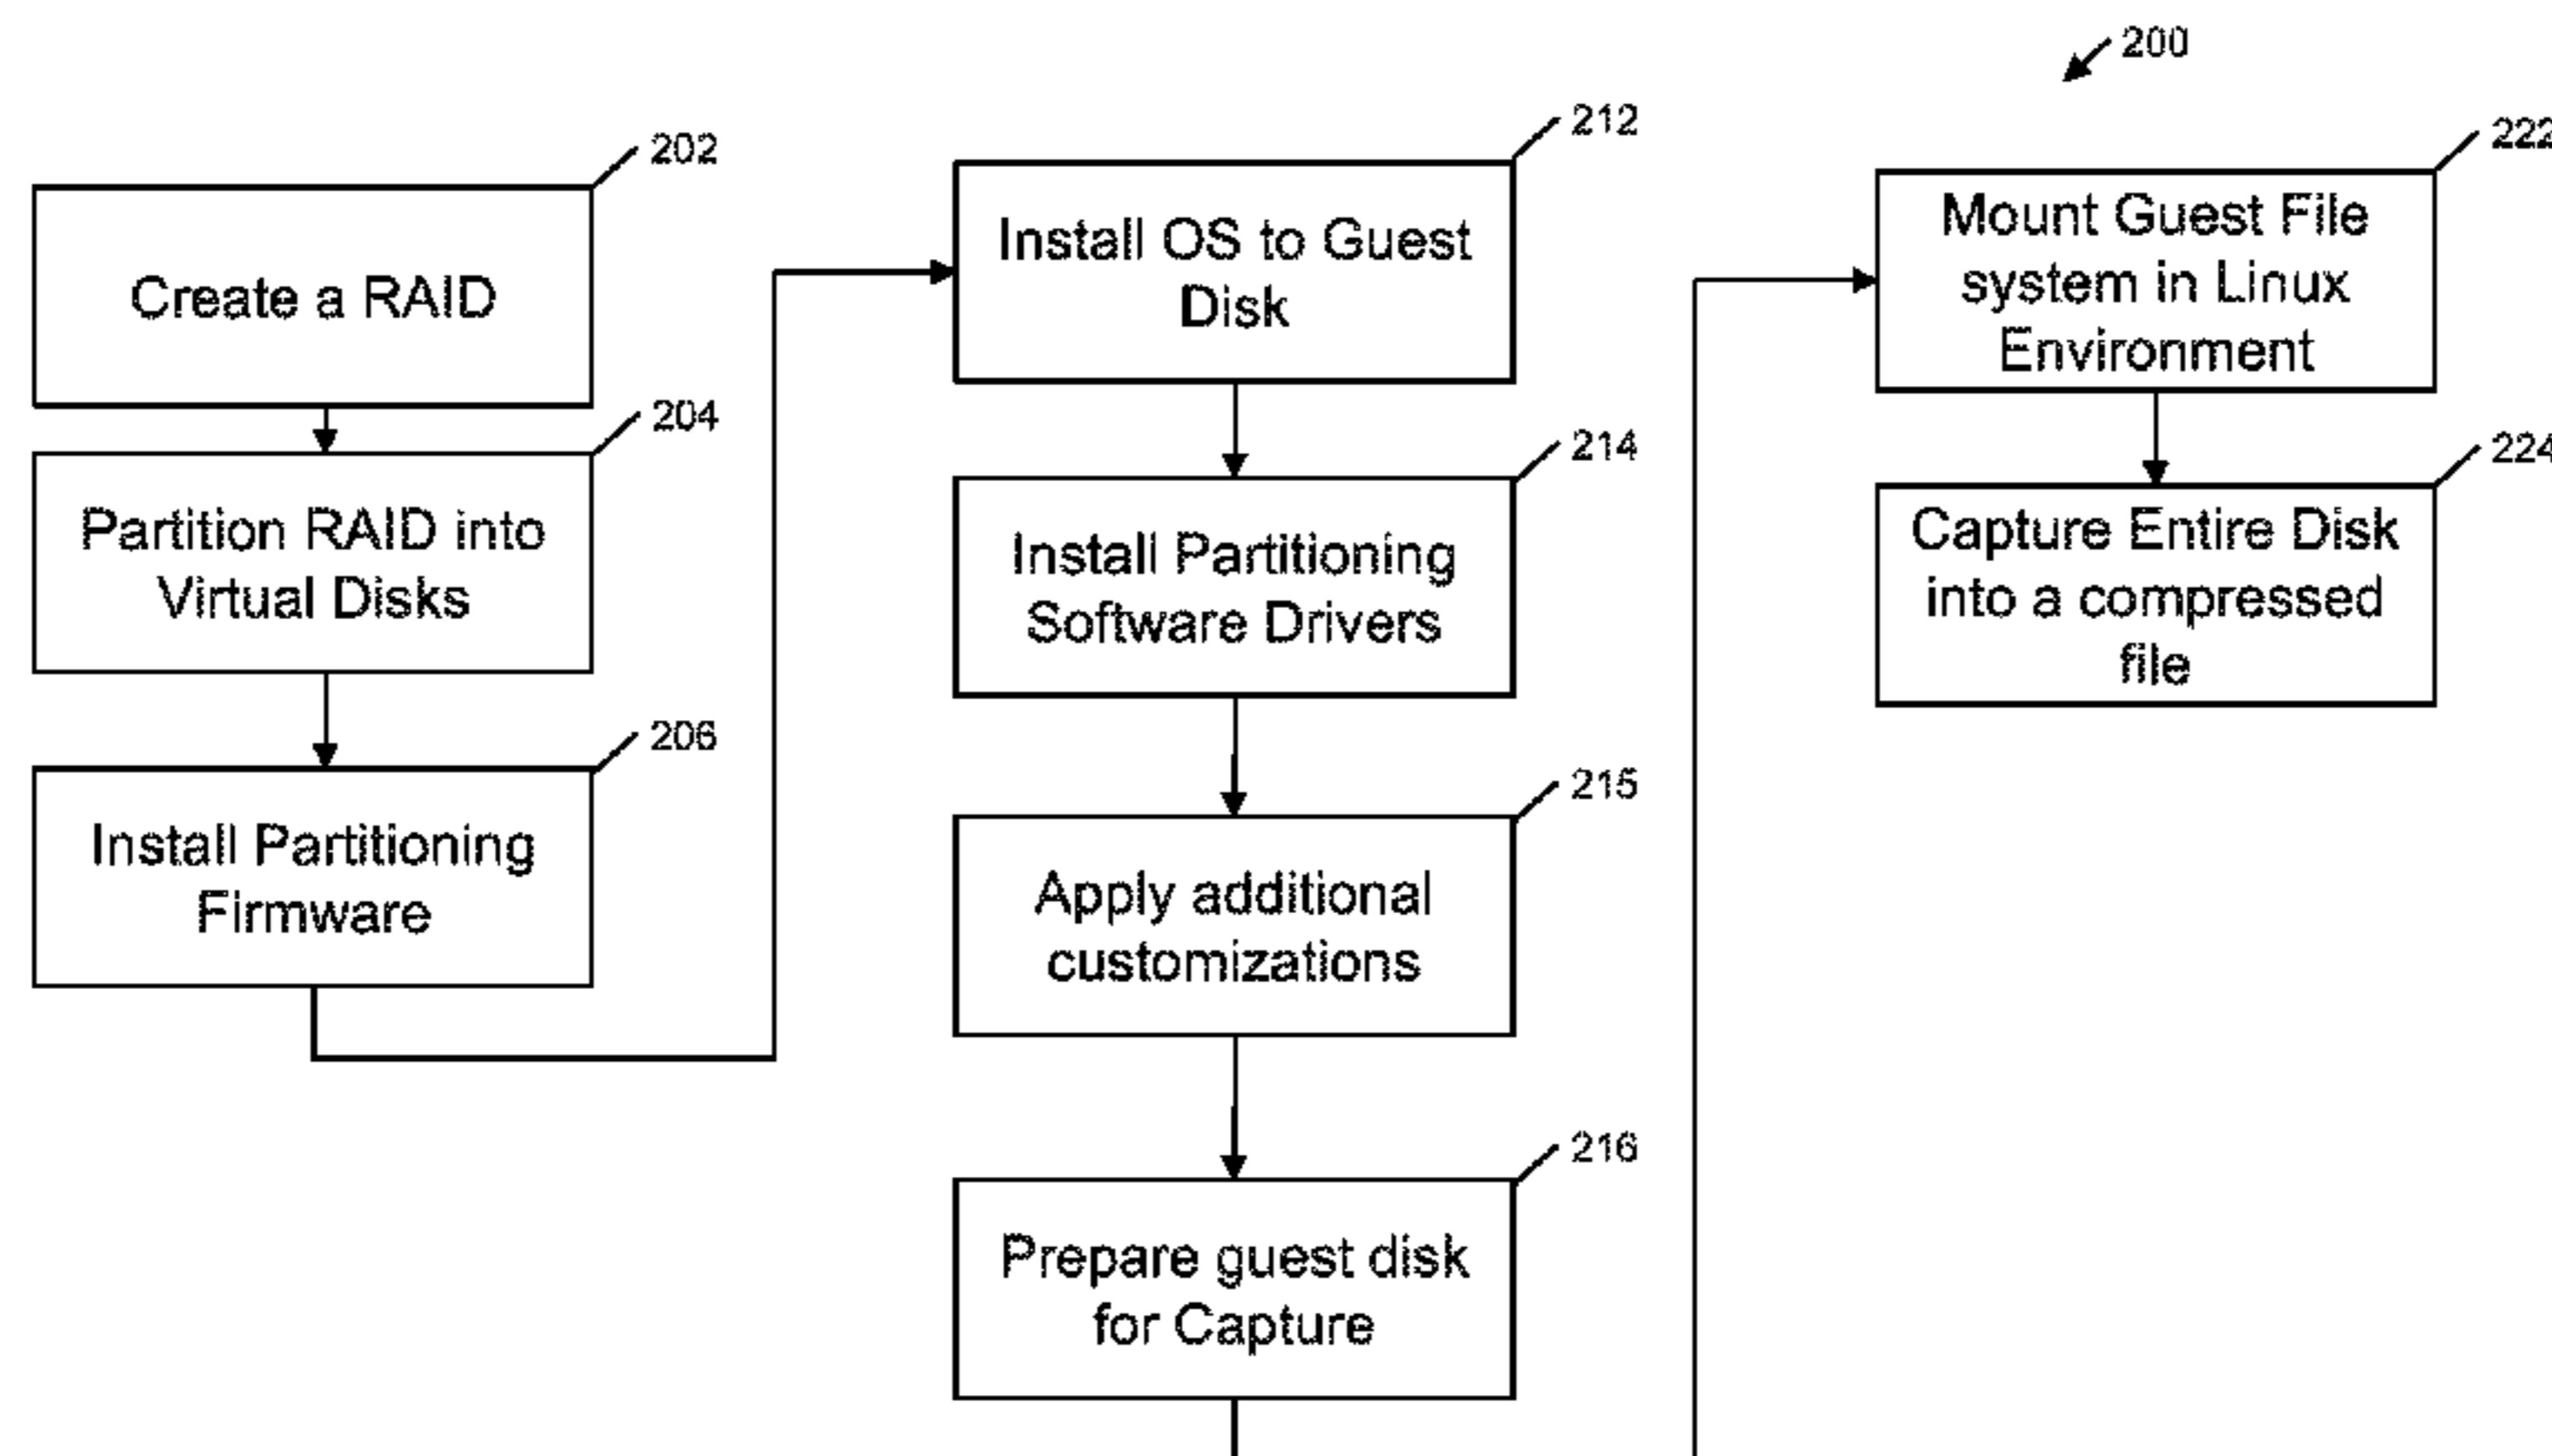 200
202
Create a RAID
204
Partition RAID into
Virtual Disks
206
Install Partitioning
Firmware
212
Install OS to Guest
Disk
214
Install Partitioning
Software Drivers
215
Apply additional
customizations
216
Prepare guest disk
for Capture
222
Mount Guest File
system in Linux
Environment
224
Capture Entire Disk
into a compressed
file